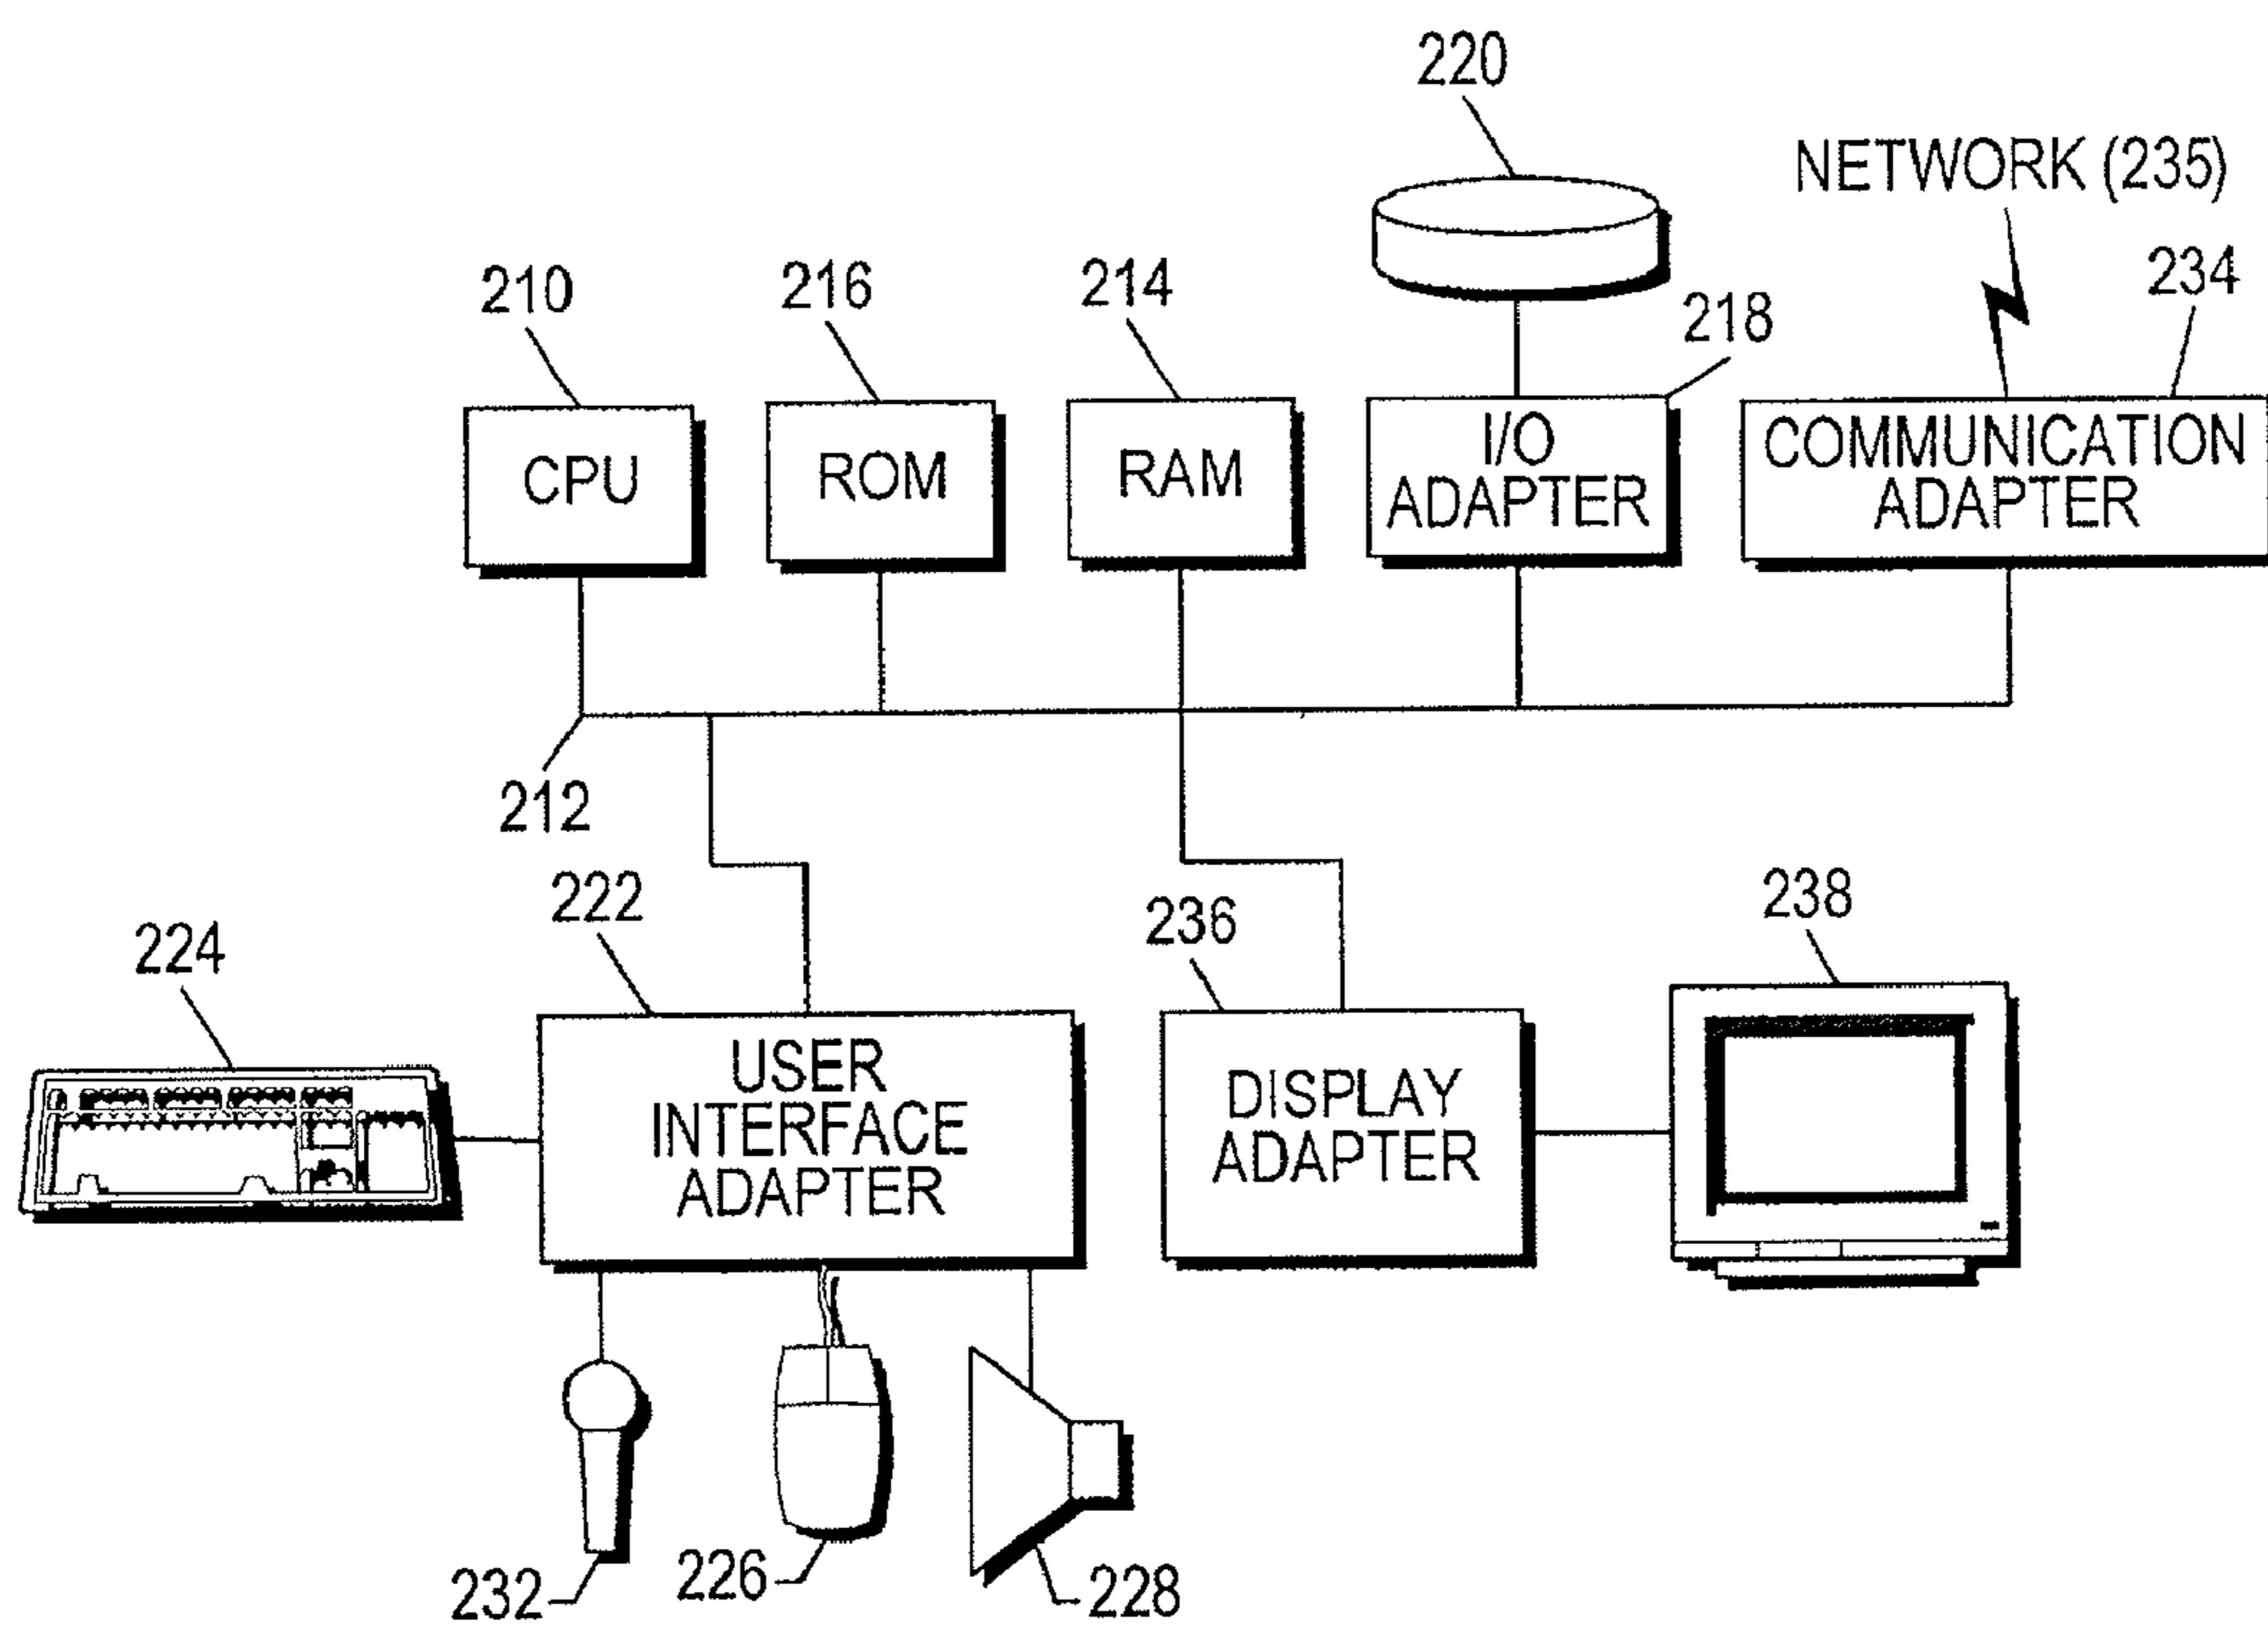 220
NETWORK (235)
210
216
214
218
234
CPU
ROM
RAM
I/O
ADAPTER
COMMUNICATION
ADAPTER
212
222
236
238
224
USER
INTERFACE
ADAPTER
DISPLAY
ADAPTER
232
226
228